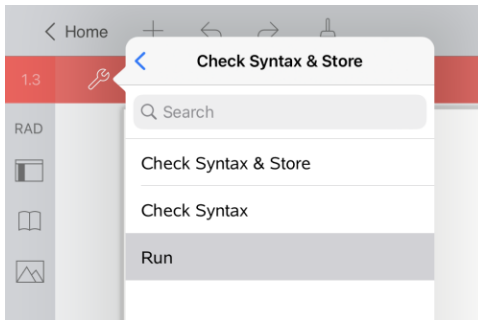 Home
Check Syntax & Store
1.3
Search
RAD
Check Syntax & Store
Check Syntax
Run